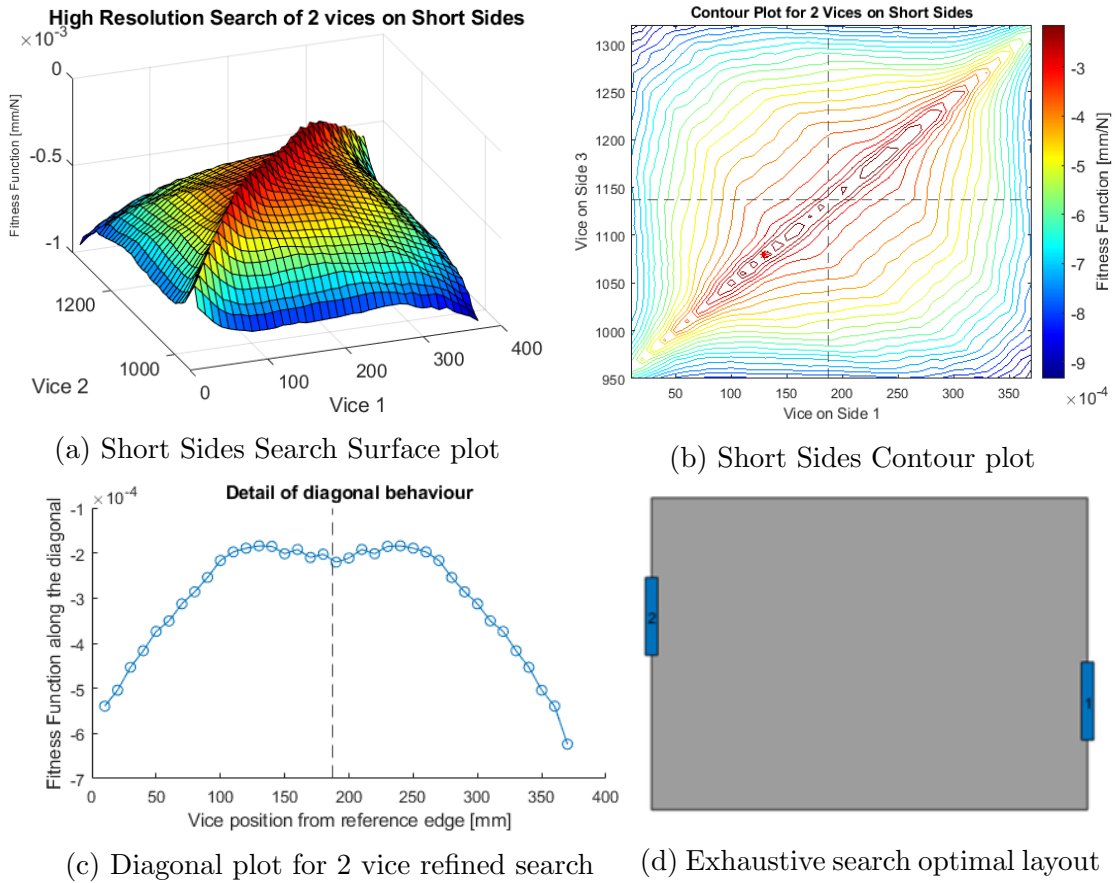 High Resolution Search of 2 vices on Short Sides
×10⁻³
0
-0.5
-1
Fitness Function [mm/N]
1200
1000
Vice 2
0
100
200
300
400
Vice 1
(a) Short Sides Search Surface plot
Contour Plot for 2 Vices on Short Sides
1300
1250
1200
1150
1100
1050
1000
950
Vice on Side 3
50 100 150 200 250 300 350
Vice on Side 1
-3
-4
-5
-6
-7
-8
-9
×10⁻⁴
Fitness Function [mm/N]
(b) Short Sides Contour plot
Detail of diagonal behaviour
×10⁻⁴
-1
-2
-3
-4
-5
-6
-7
Fitness Function along the diagonal
0 50 100 150 200 250 300 350 400
Vice position from reference edge [mm]
(c) Diagonal plot for 2 vice refined search
2
1
(d) Exhaustive search optimal layout